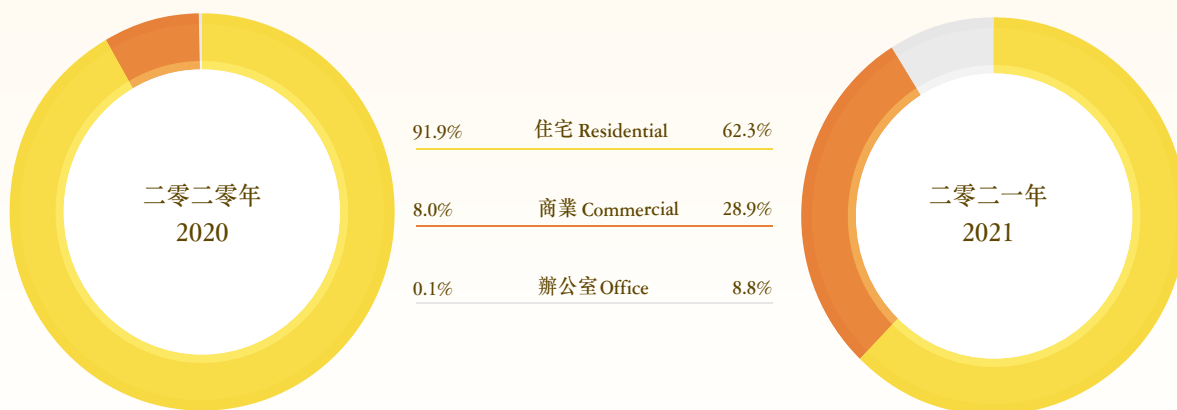 二零二零年
2020
91.9% 住宅 Residential 62.3%
8.0% 商業 Commercial 28.9%
0.1% 辦公室 Office 8.8%
二零二一年
2021